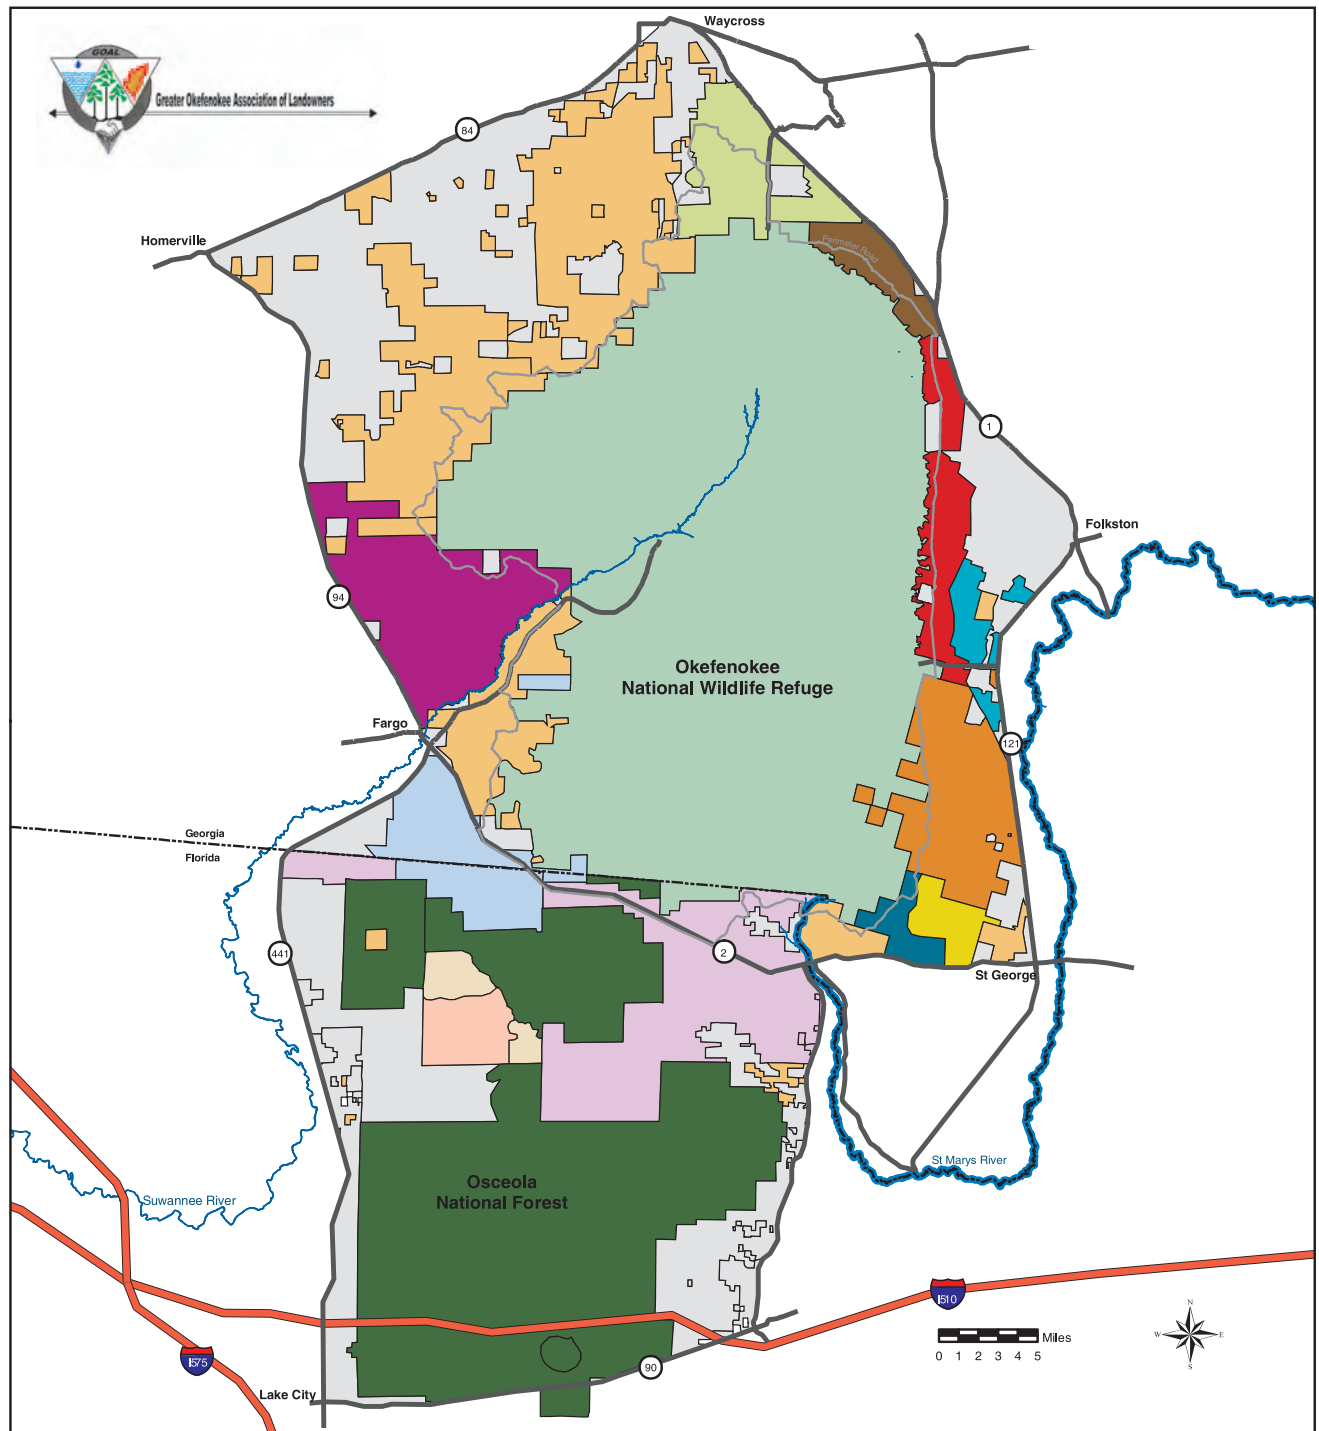 Waycross
GOAL
Greater Okefenokee Association of Landowners
84
Homerville
Perimeter Road
1
Folkston
94
Okefenokee
National Wildlife Refuge
Fargo
121
Georgia
Florida
441
2
St George
St Marys River
Osceola
National Forest
Suwannee River
I510
Miles
0 1 2 3 4 5
N
W E
S
I575
90
Lake City